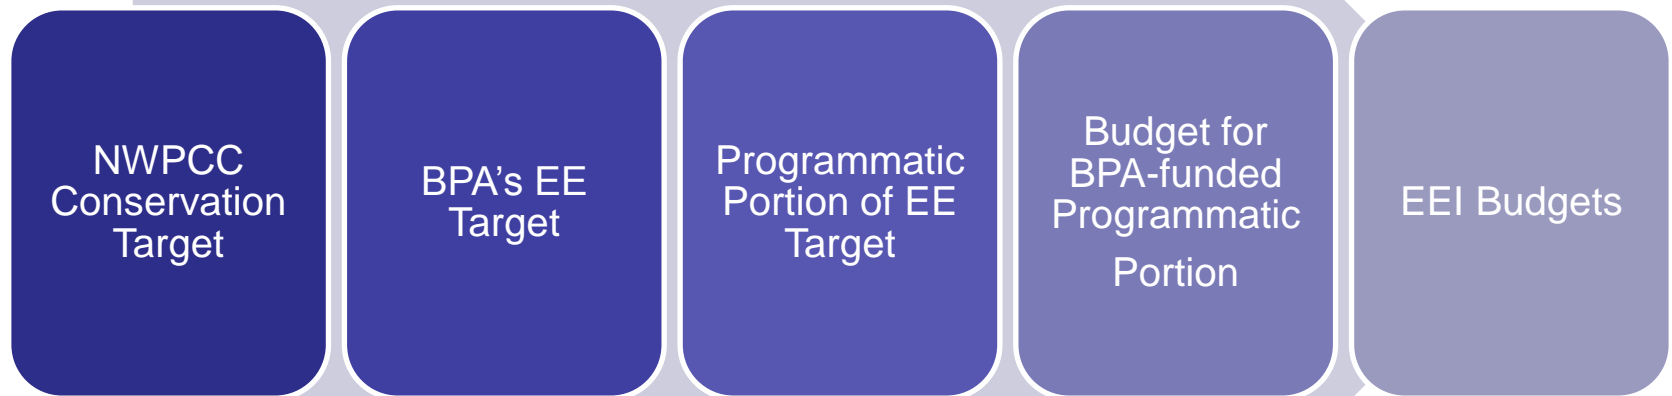 NWPCC
Conservation
Target
BPA’s EE
Target
Programmatic
Portion of EE
Target
Budget for
BPA-funded
Programmatic
Portion
EEI Budgets